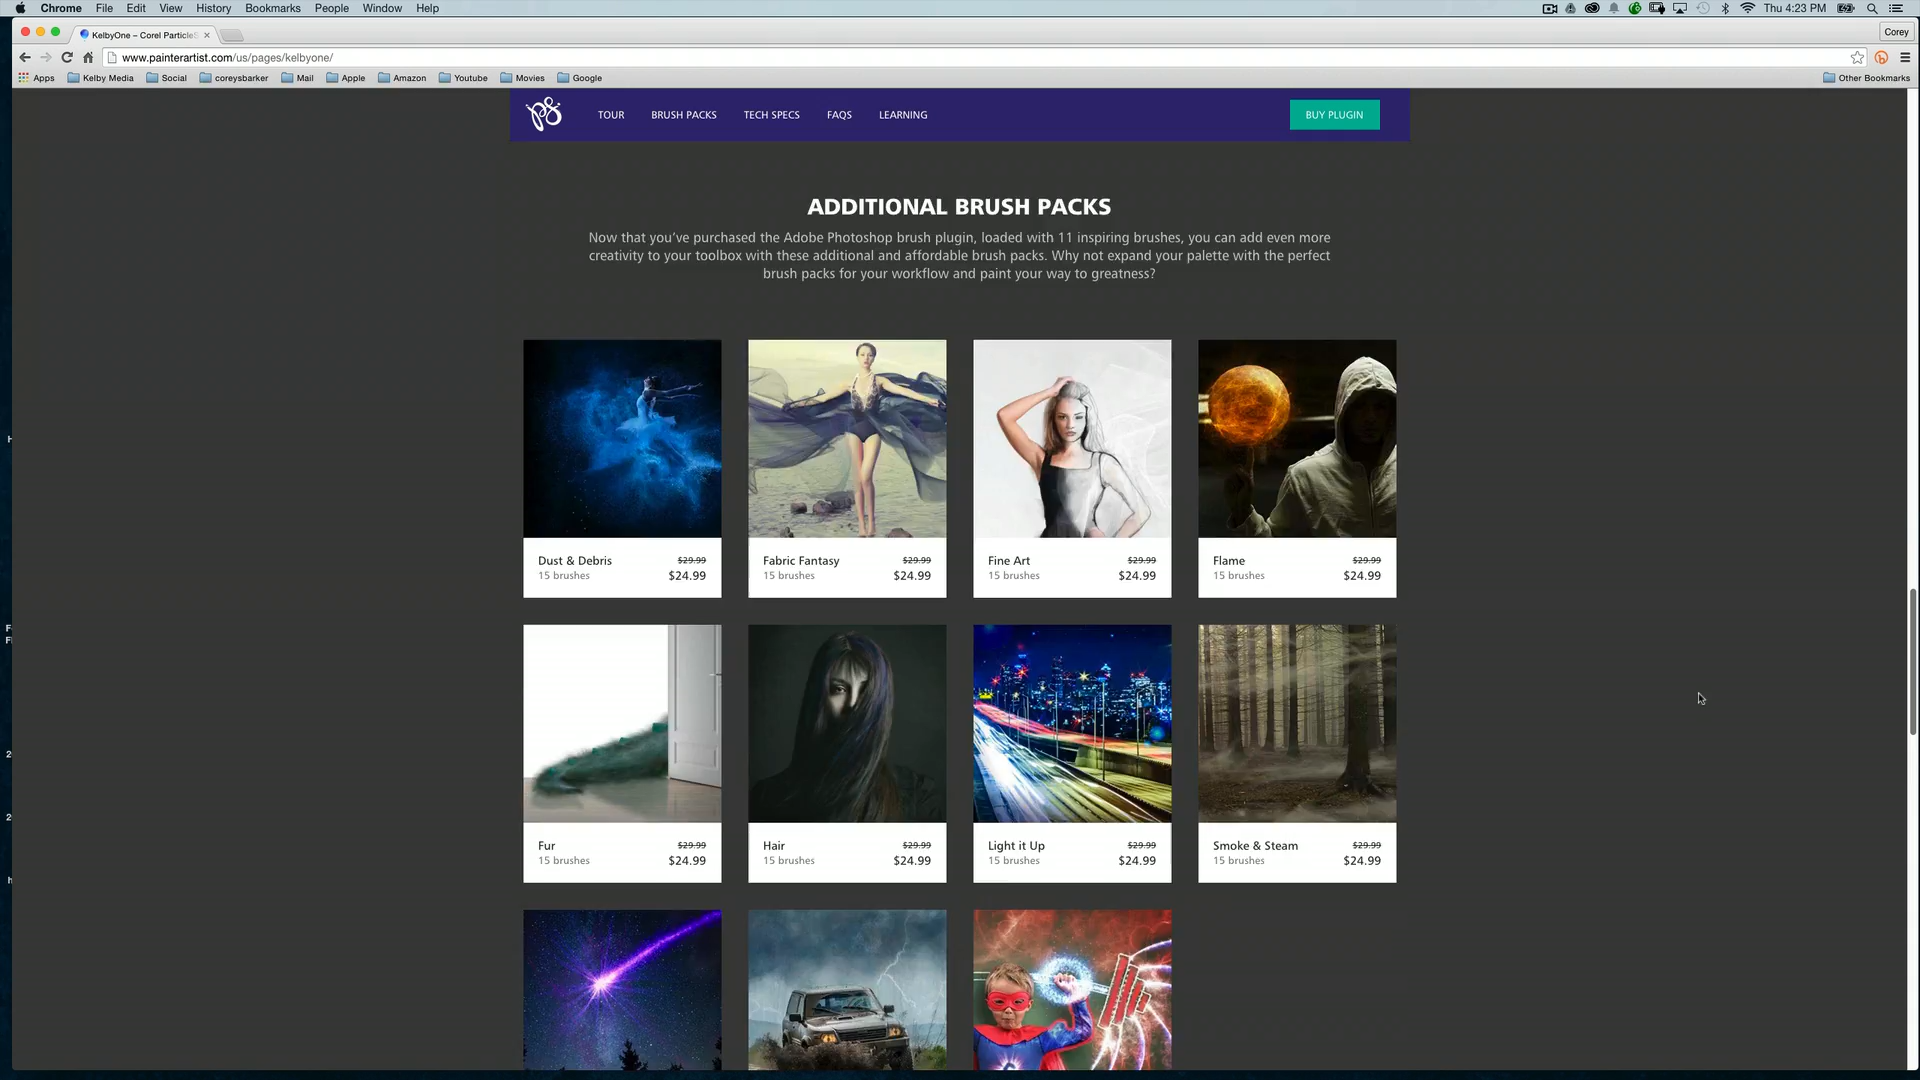 Chrome File Edit View History Bookmarks People Window Help
Thu 4:23 PM
KelbyOne – Corel Particle
Corey
www.painterartist.com/us/pages/kelbyone/
Apps Kelby Media Social coreysbarker Mail Apple Amazon Youtube Movies Google Other Bookmarks
TOUR BRUSH PACKS TECH SPECS FAQS LEARNING BUY PLUGIN
ADDITIONAL BRUSH PACKS
Now that you've purchased the Adobe Photoshop brush plugin, loaded with 11 inspiring brushes, you can add even more
creativity to your toolbox with these additional and affordable brush packs. Why not expand your palette with the perfect
brush packs for your workflow and paint your way to greatness?
Dust & Debris $29.99
15 brushes $24.99
Fabric Fantasy $29.99
15 brushes $24.99
Fine Art $29.99
15 brushes $24.99
Flame $29.99
15 brushes $24.99
Fur $29.99
15 brushes $24.99
Hair $29.99
15 brushes $24.99
Light it Up $29.99
15 brushes $24.99
Smoke & Steam $29.99
15 brushes $24.99